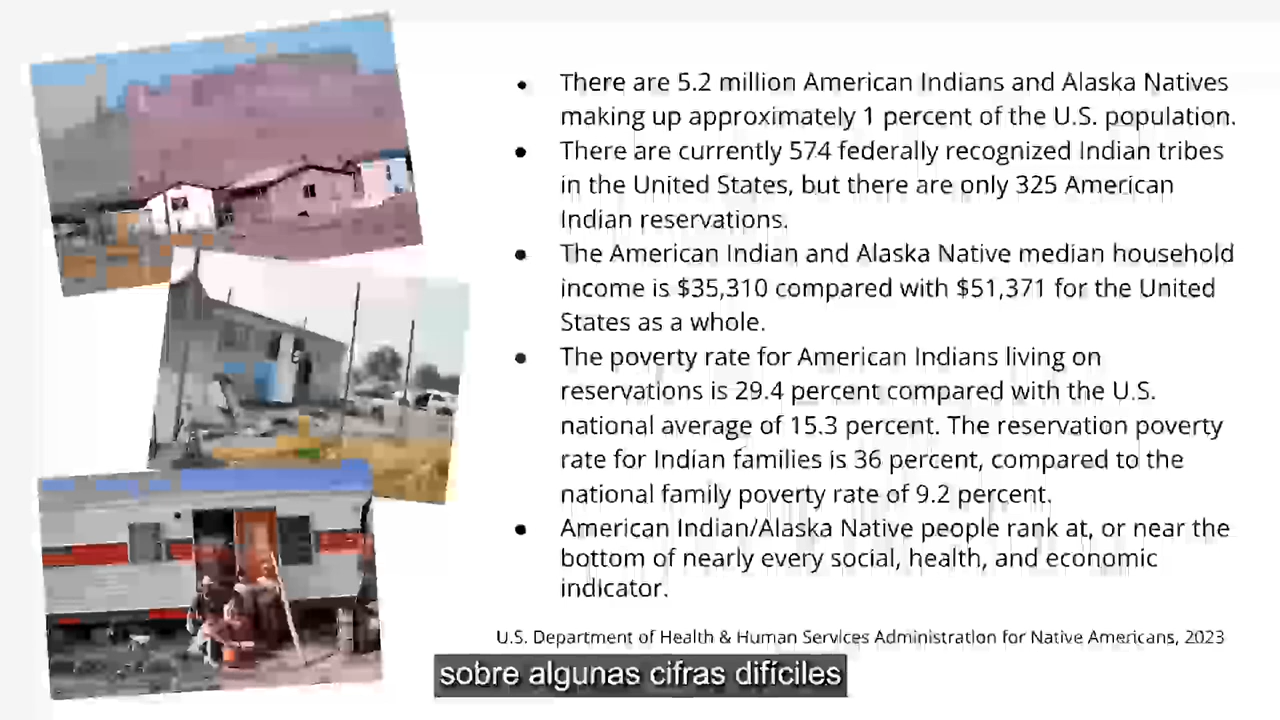 • There are 5.2 million American Indians and Alaska Natives
making up approximately 1 percent of the U.S. population.
• There are currently 574 federally recognized Indian tribes
in the United States, but there are only 325 American
Indian reservations.
• The American Indian and Alaska Native median household
income is $35,310 compared with $51,371 for the United
States as a whole.
• The poverty rate for American Indians living on
reservations is 29.4 percent compared with the U.S.
national average of 15.3 percent. The reservation poverty
rate for Indian families is 36 percent, compared to the
national family poverty rate of 9.2 percent.
• American Indian/Alaska Native people rank at, or near the
bottom of nearly every social, health, and economic
indicator.
U.S. Department of Health & Human Services Administration for Native Americans, 2023
sobre algunas cifras difíciles